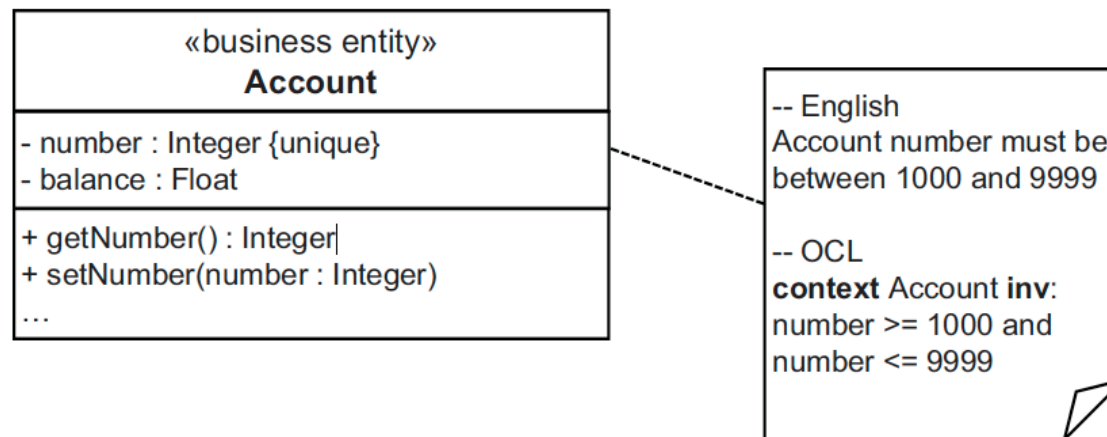 «business entity»
Account
- number : Integer {unique}
- balance : Float
+ getNumber() : Integer
+ setNumber(number : Integer)
...
-- English
Account number must be
between 1000 and 9999
-- OCL
context Account inv:
number >= 1000 and
number <= 9999